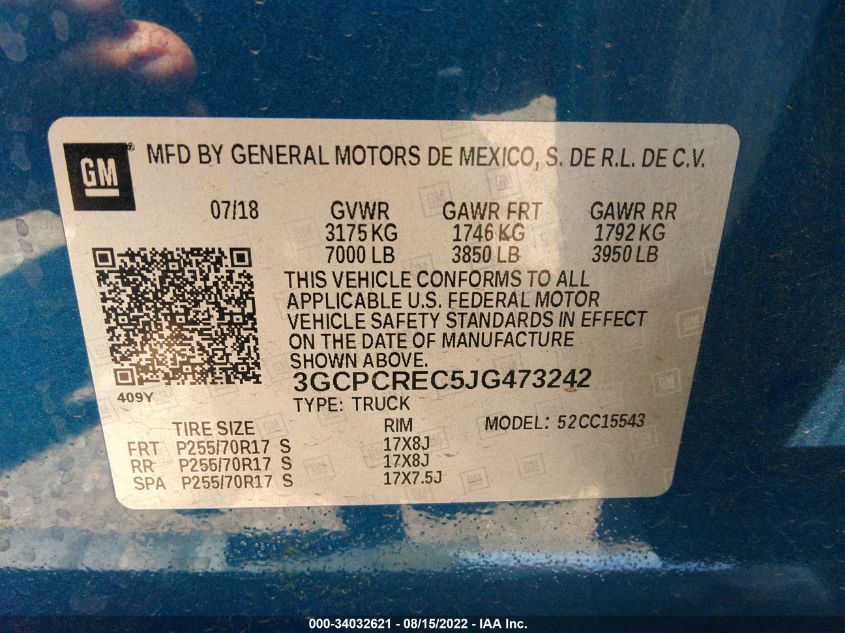 GM MFD BY GENERAL MOTORS DE MEXICO, S. DE R.L. DE C.V.
07/18 GVWR GAWR FRT GAWR RR
3175 KG 1746 KG 1792 KG
7000 LB 3850 LB 3950 LB
THIS VEHICLE CONFORMS TO ALL
APPLICABLE U.S. FEDERAL MOTOR
VEHICLE SAFETY STANDARDS IN EFFECT
ON THE DATE OF MANUFACTURE
SHOWN ABOVE.
3GCPCREC5JG473242
409Y
TYPE: TRUCK MODEL: 52CC15543
TIRE SIZE RIM
FRT P255/70R17 S 17X8J
RR P255/70R17 S 17X8J
SPA P255/70R17 S 17X7.5J
000-34032621 - 08/15/2022 - IAA Inc.